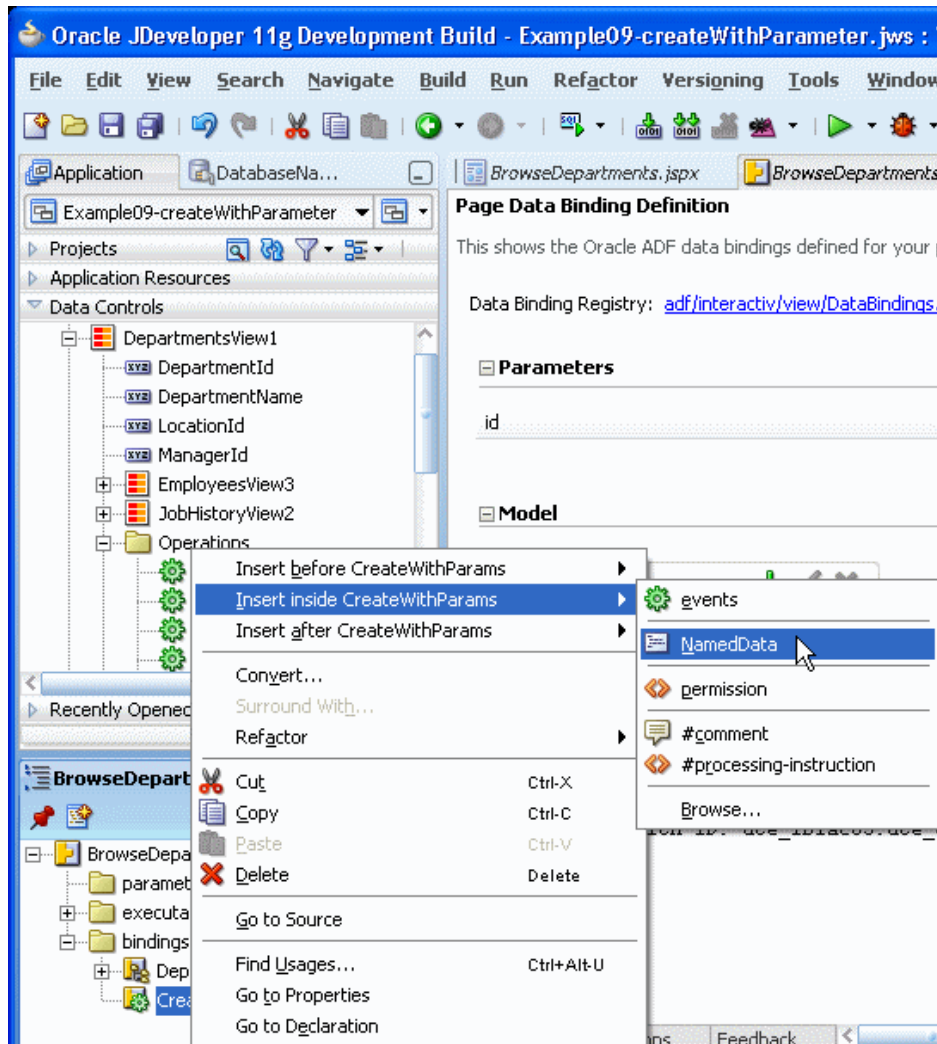 Oracle JDeveloper 11g Development Build - Example09-createWithParameter.jws :
File Edit View Search Navigate Build Run Refactor Versioning Tools Window
Application DatabaseNa... BrowseDepartments.jspx BrowseDepartments
Example09-createWithParameter
Page Data Binding Definition
Projects
This shows the Oracle ADF data bindings defined for your
Application Resources
Data Controls
Data Binding Registry: adf/interactiv/view/DataBindings.
DepartmentsView1
DepartmentId
Parameters
DepartmentName
LocationId
id
ManagerId
EmployeesView3
JobHistoryView2
Model
Operations
Insert before CreateWithParams
Insert inside CreateWithParams
Insert after CreateWithParams
Convert...
Surround With...
Refactor
Cut Ctrl-X
Copy Ctrl-C
Paste Ctrl-V
Delete Delete
Go to Source
Find Usages... Ctrl+Alt-U
Go to Properties
Go to Declaration
events
NamedData
permission
#comment
#processing-instruction
Browse...
Recently Opened
BrowseDepart
BrowseDepa
paramet
executa
bindings
Dep
Crea
Feedback